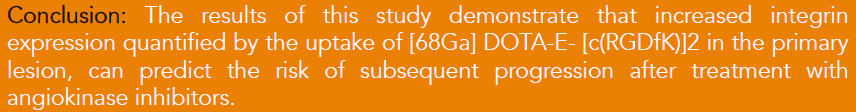 Conclusion: The results of this study demonstrate that increased integrin
expression quantified by the uptake of [68Ga] DOTA-E- [c(RGDfK)]2 in the primary
lesion, can predict the risk of subsequent progression after treatment with
angiokinase inhibitors.